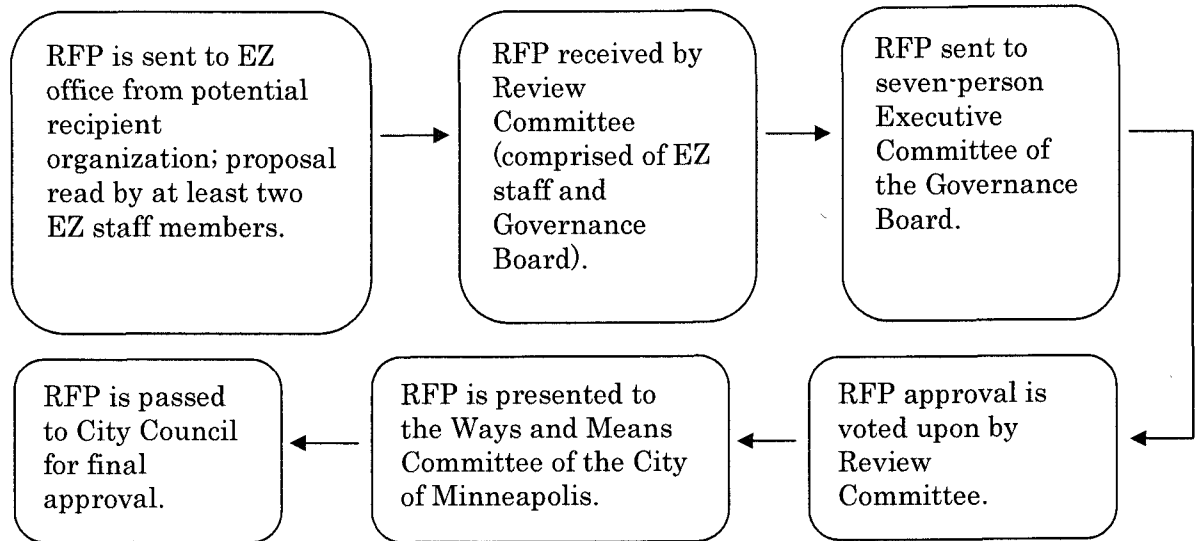 RFP is sent to EZ
office from potential
recipient
organization; proposal
read by at least two
EZ staff members.
RFP received by
Review
Committee
(comprised of EZ
staff and
Governance
Board).
RFP sent to
seven-person
Executive
Committee of
the Governance
Board.
RFP approval is
voted upon by
Review
Committee.
RFP is presented to
the Ways and Means
Committee of the City
of Minneapolis.
RFP is passed
to City Council
for final
approval.